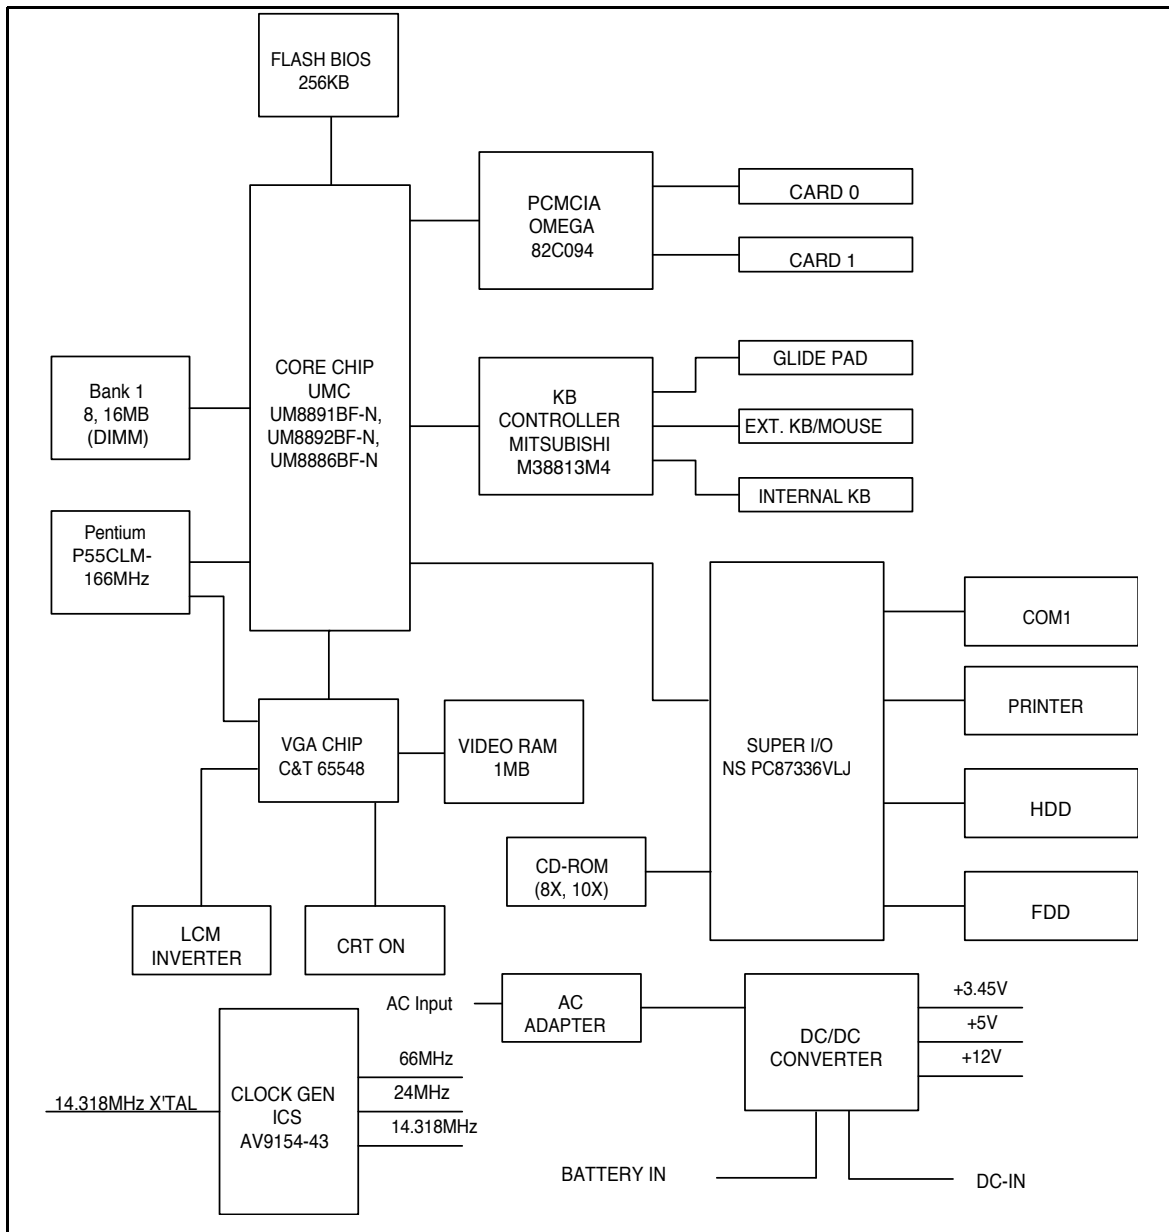 FLASH BIOS
256KB
PCMCIA
OMEGA
82C094
CARD 0
CARD 1
CORE CHIP
UMC
UM8891BF-N,
UM8892BF-N,
UM8886BF-N
Bank 1
8, 16MB
(DIMM)
KB
CONTROLLER
MITSUBISHI
M38813M4
GLIDE PAD
EXT. KB/MOUSE
INTERNAL KB
Pentium
P55CLM-
166MHz
SUPER I/O
NS PC87336VLJ
COM1
PRINTER
HDD
FDD
VGA CHIP
C&T 65548
VIDEO RAM
1MB
CD-ROM
(8X, 10X)
LCM
INVERTER
CRT ON
AC Input
AC
ADAPTER
DC/DC
CONVERTER
+3.45V
+5V
+12V
14.318MHz X'TAL
CLOCK GEN
ICS
AV9154-43
66MHz
24MHz
14.318MHz
BATTERY IN
DC-IN